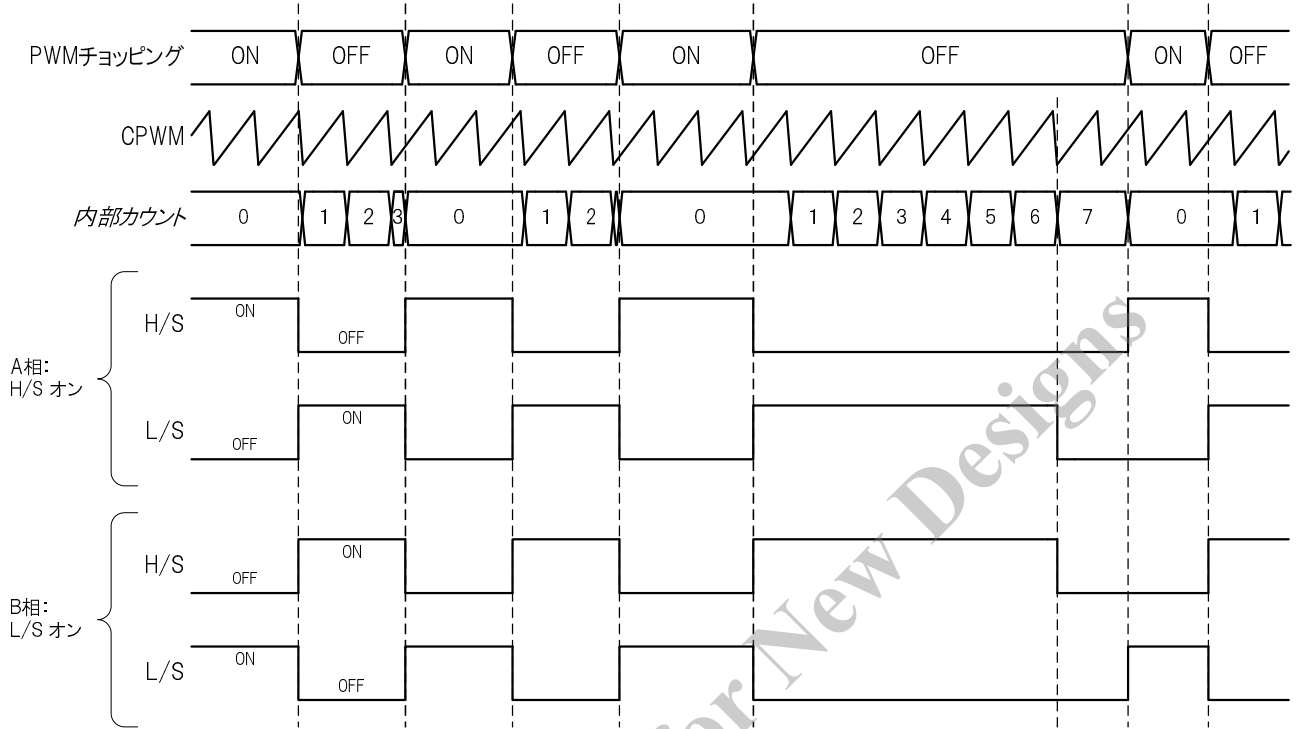 PWMチョッピング ON OFF ON OFF ON OFF ON OFF
CPWM
内部カウント 0 1 2 3 0 1 2 0 1 2 3 4 5 6 7 0 1
A相:
H/S オン
H/S ON OFF
L/S OFF ON
B相:
L/S オン
H/S OFF ON
L/S ON OFF
for New Designs